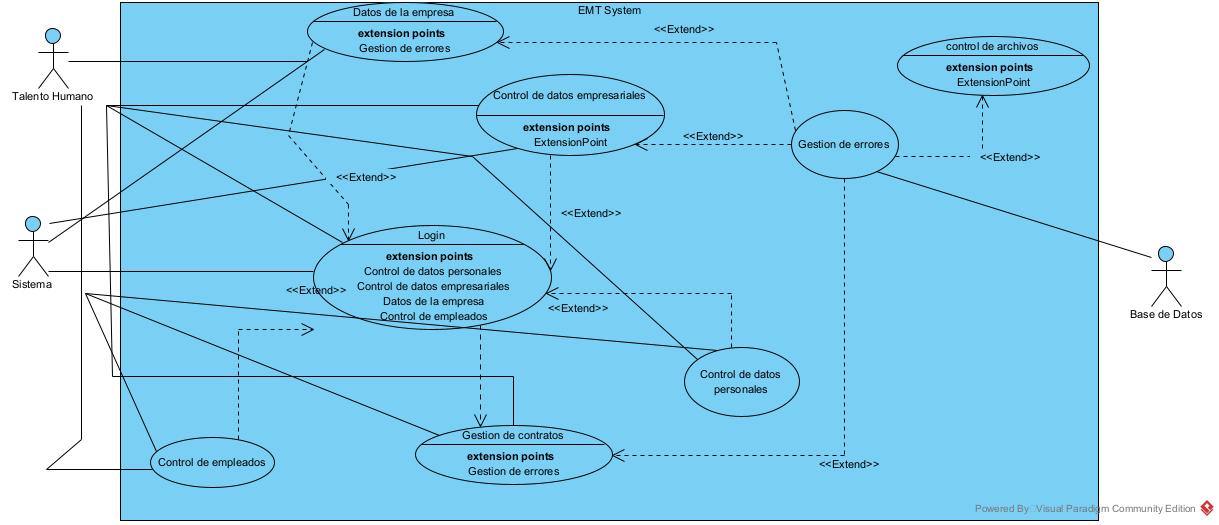 EMT System
Datos de la empresa
extension points
Gestion de errores
<<Extend>>
control de archivos
extension points
ExtensionPoint
Talento Humano
Control de datos empresariales
extension points
ExtensionPoint
<<Extend>>
Gestion de errores
<<Extend>>
<<Extend>>
<<Extend>>
Login
extension points
Control de datos personales
Control de datos empresariales
Datos de la empresa
Control de empleados
Sistema
<<Extend>>
<<Extend>>
Base de Datos
Control de datos
personales
Gestion de contratos
extension points
Gestion de errores
Control de empleados
<<Extend>>
Powered By Visual Paradigm Community Edition